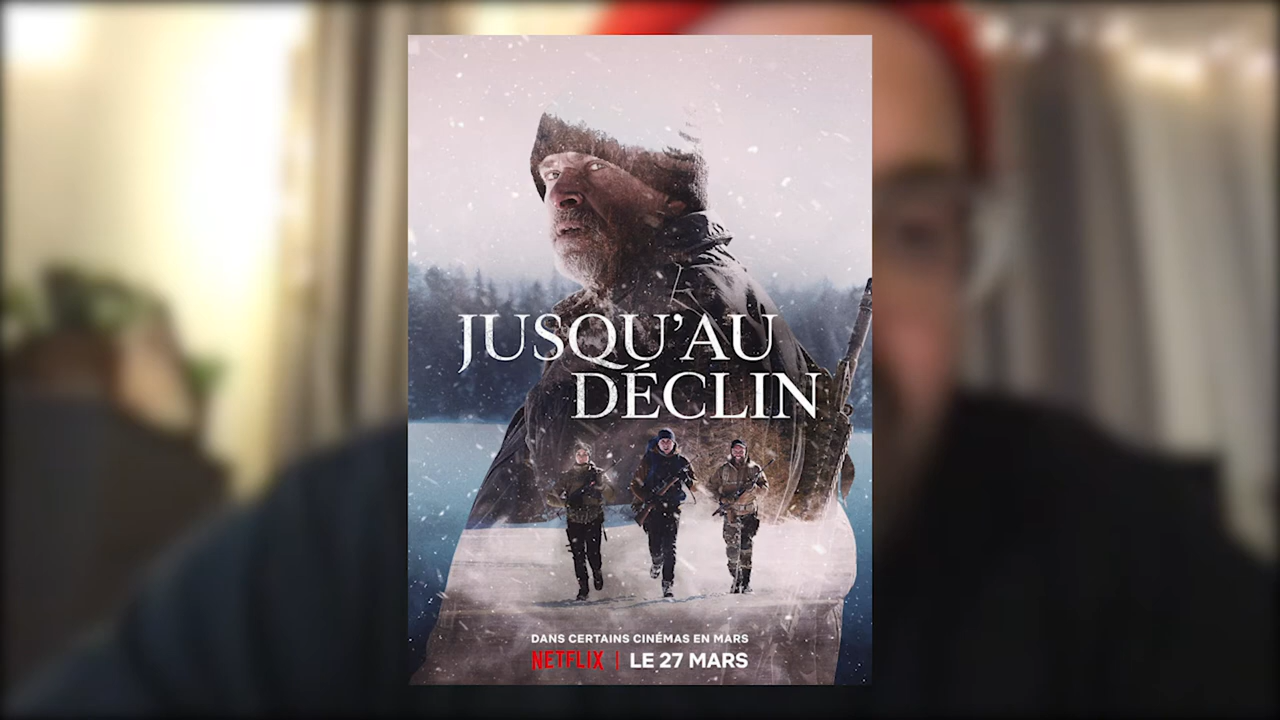 JUSQU'AU
DÉCLIN
DANS CERTAINS CINÉMAS EN MARS
NETFLIX | LE 27 MARS